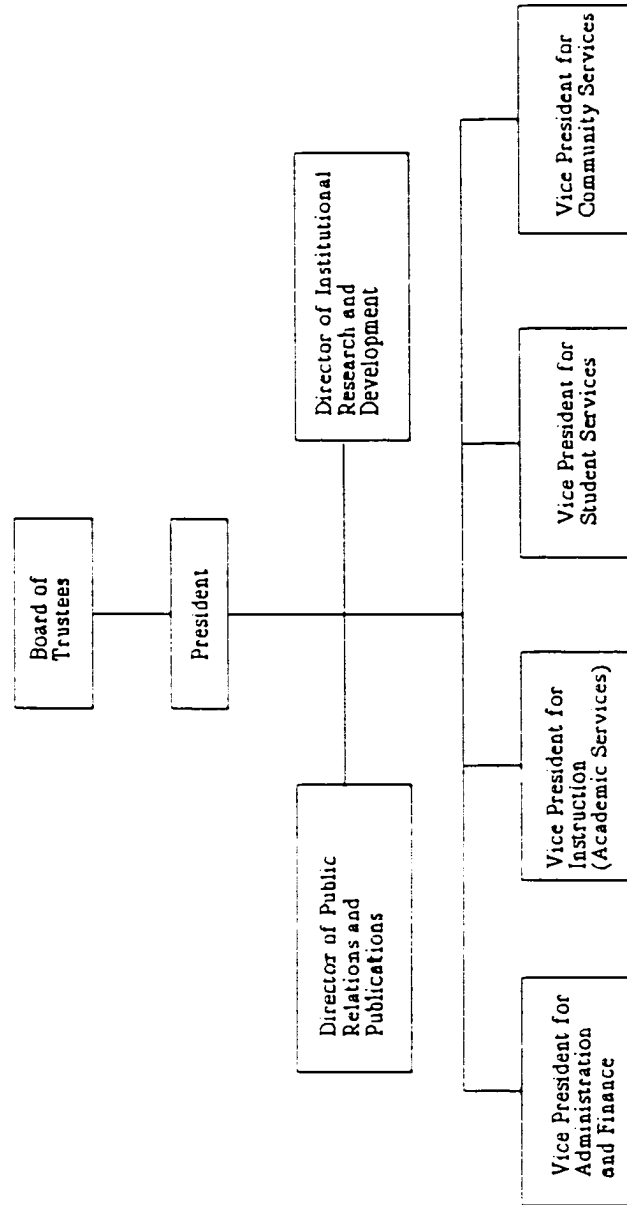 Board of
Trustees
President
Director of Public
Relations and
Publications
Director of Institutional
Research and
Development
Vice President for
Administration
and Finance
Vice President for
Instruction
(Academic Services)
Vice President for
Student Services
Vice President for
Community Services